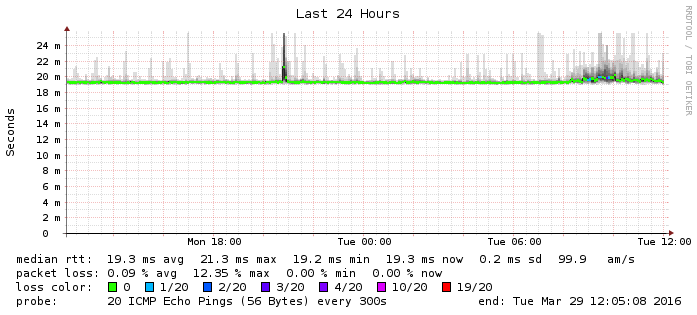 Last 24 Hours
RRDTOOL / TOBI OETIKER
Seconds
24 m
22 m
20 m
18 m
16 m
14 m
12 m
10 m
8 m
6 m
4 m
2 m
0
Mon 18:00 Tue 00:00 Tue 06:00 Tue 12:00
median rtt: 19.3 ms avg 21.3 ms max 19.2 ms min 19.3 ms now 0.2 ms sd 99.9 am/s
packet loss: 0.09 % avg 12.35 % max 0.00 % min 0.00 % now
loss color: 0 1/20 2/20 3/20 4/20 10/20 19/20
probe: 20 ICMP Echo Pings (56 Bytes) every 300s end: Tue Mar 29 12:05:08 2016